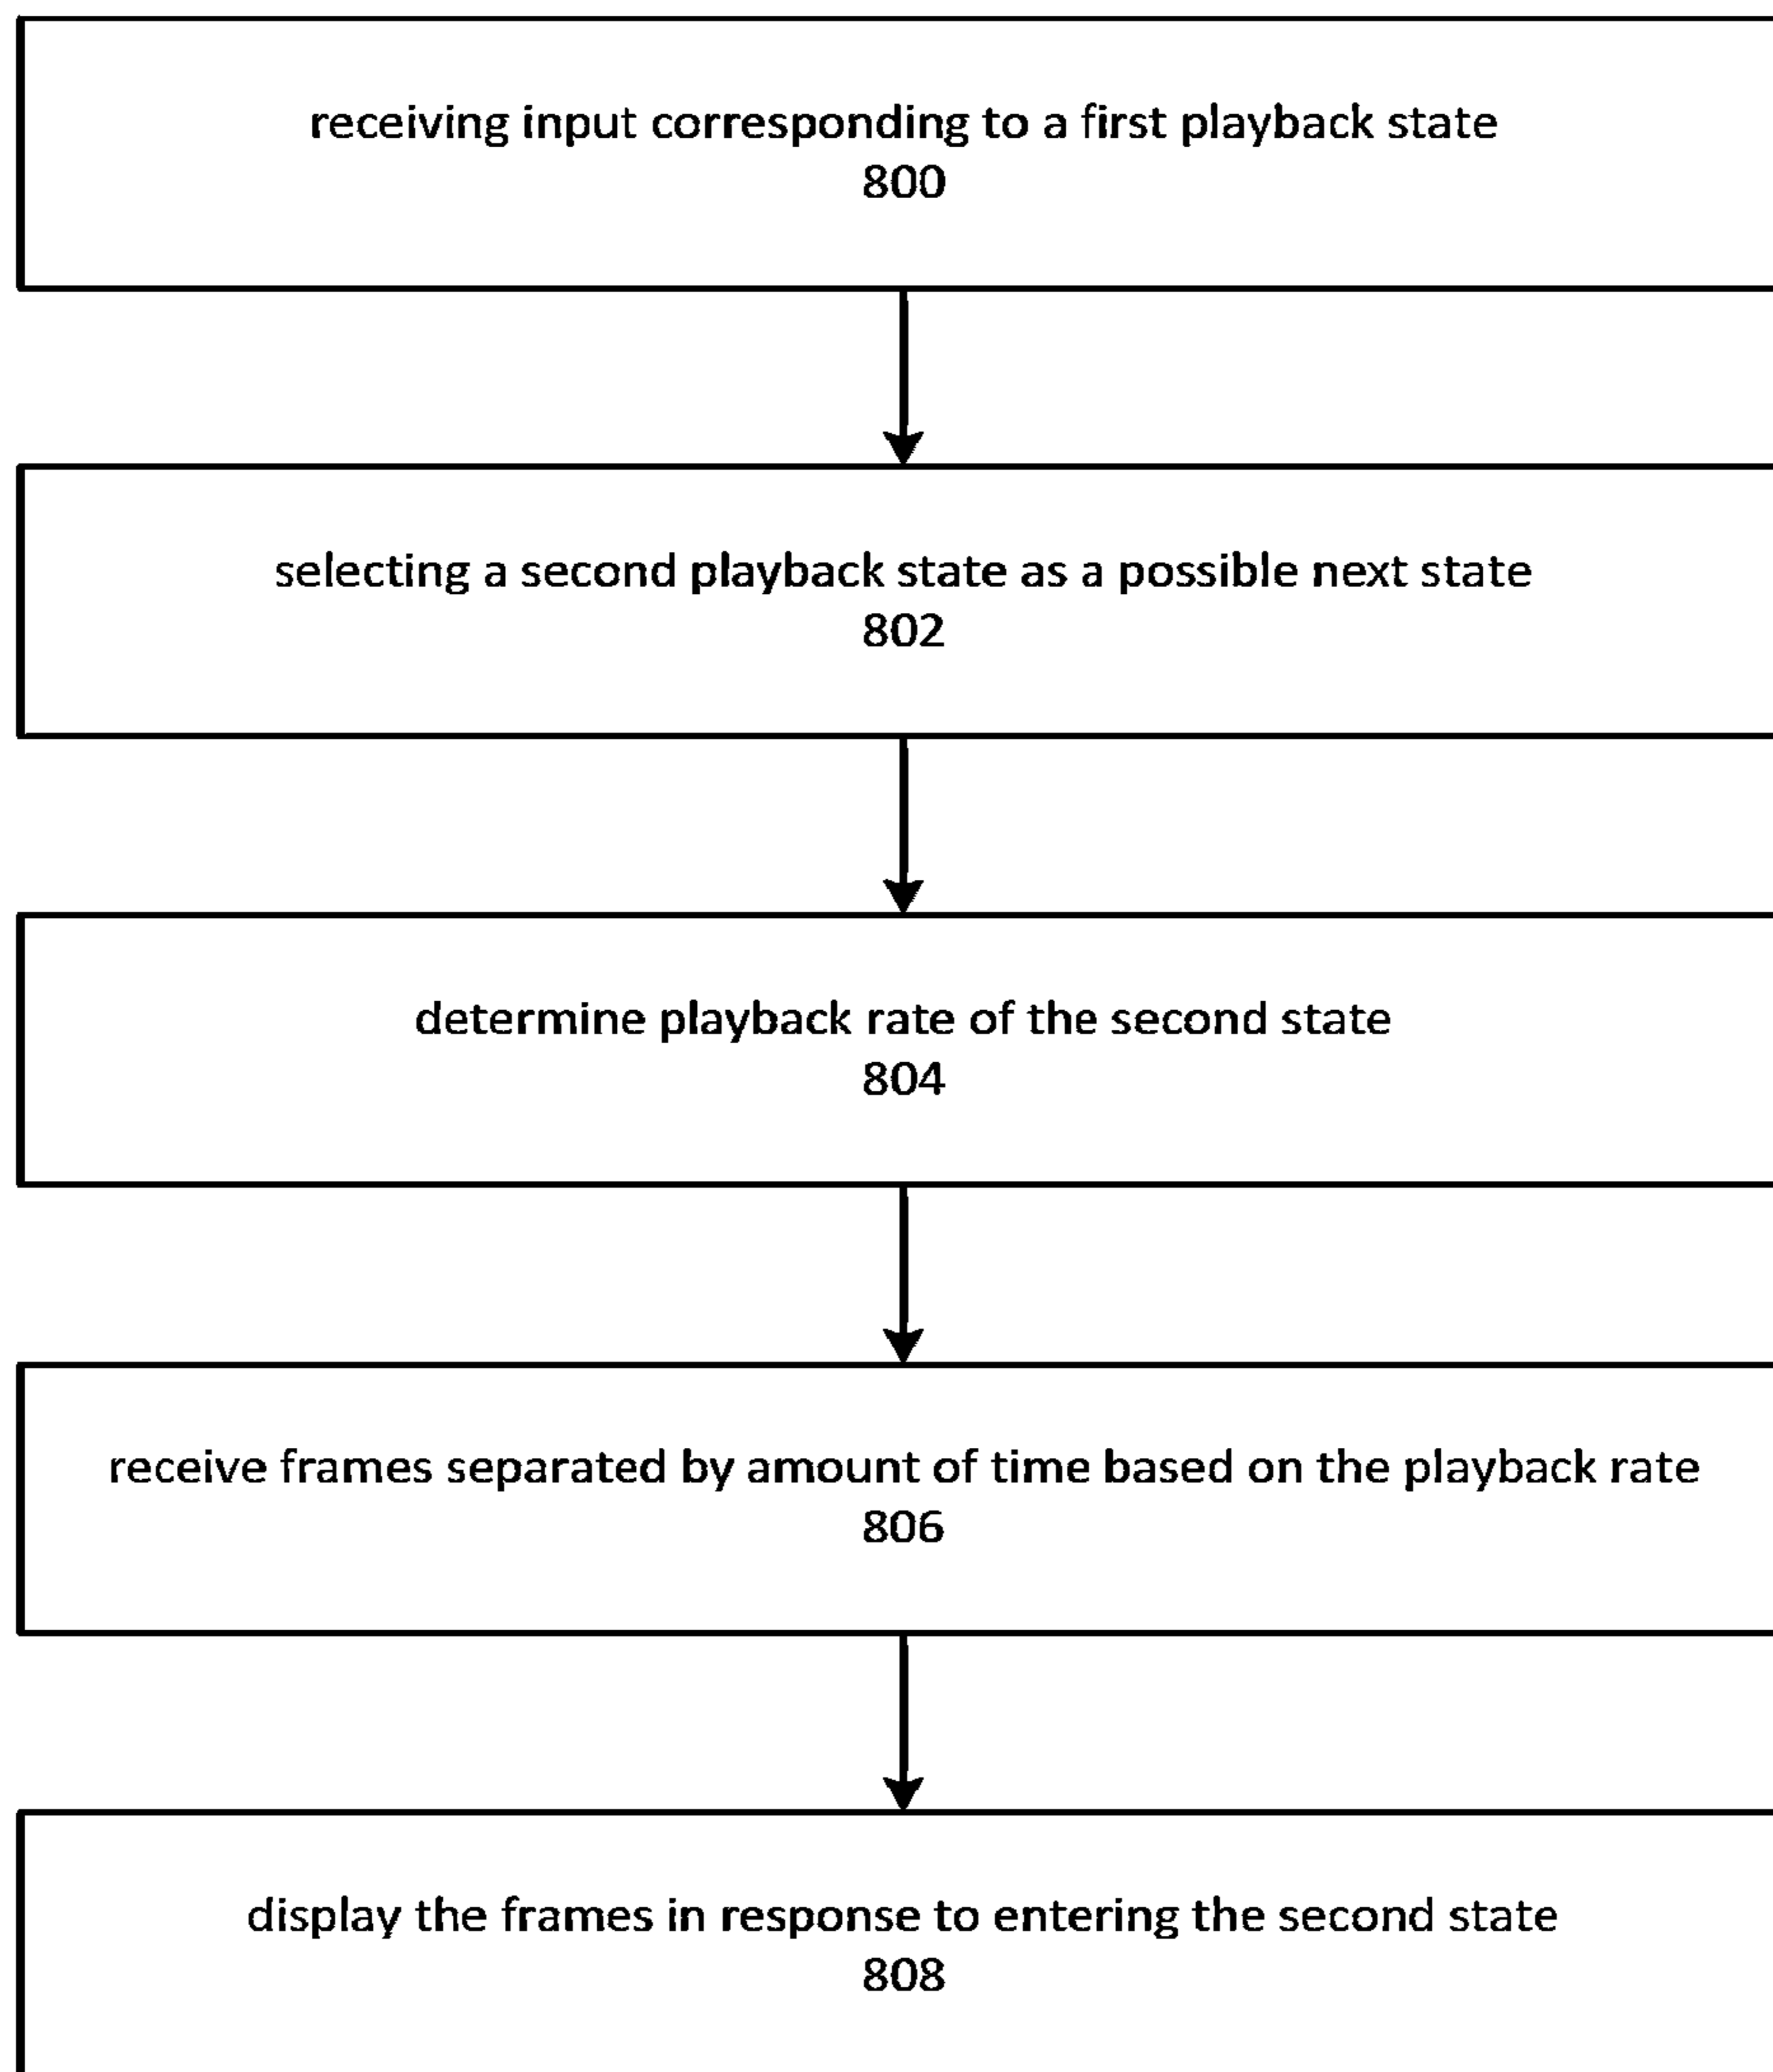 receiving input corresponding to a first playback state
800
selecting a second playback state as a possible next state
802
determine playback rate of the second state
804
receive frames separated by amount of time based on the playback rate
806
display the frames in response to entering the second state
808